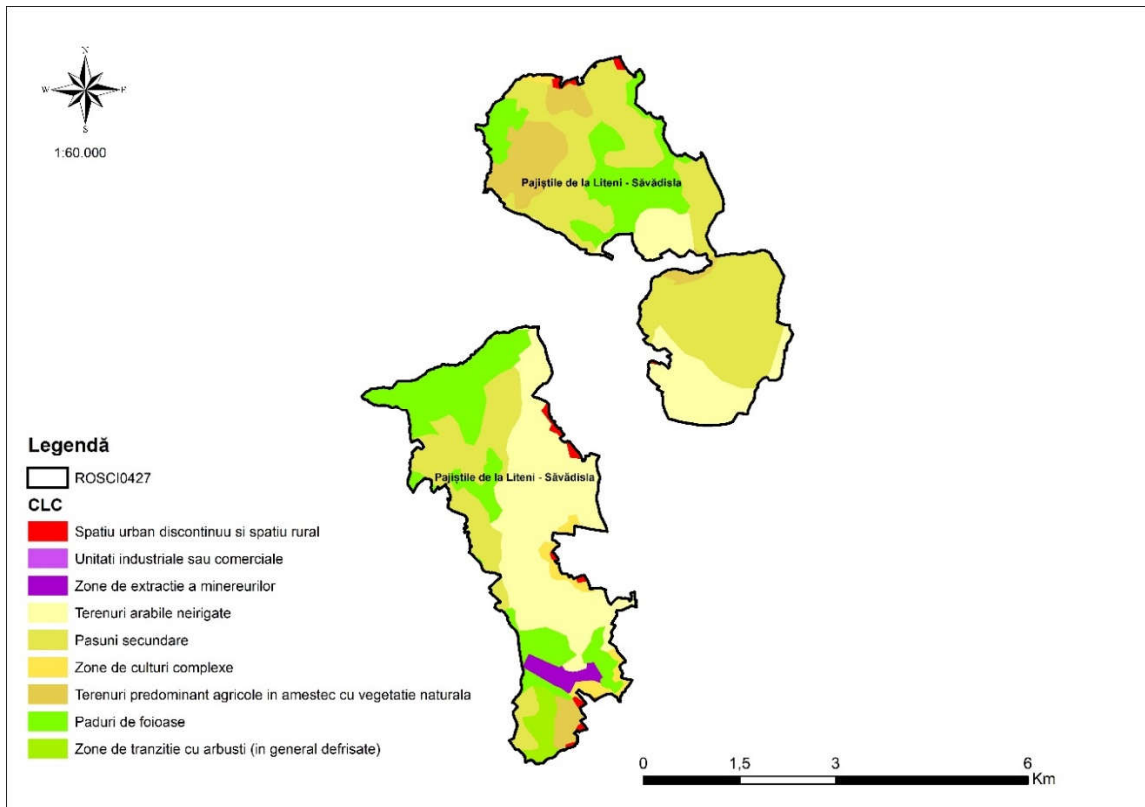 N
W E
S
1:60.000
Pajiștile de la Liteni - Săvădisla
Pajiștile de la Liteni - Săvădisla
Legendă
ROSCI0427
CLC
Spatiu urban discontinuu si spatiu rural
Unitati industriale sau comerciale
Zone de extractie a minereurilor
Terenuri arabile neirigate
Pasuni secundare
Zone de culturi complexe
Terenuri predominant agricole in amestec cu vegetatie naturala
Paduri de foioase
Zone de tranzitie cu arbusti (in general defrisate)
0 1,5 3 6
Km